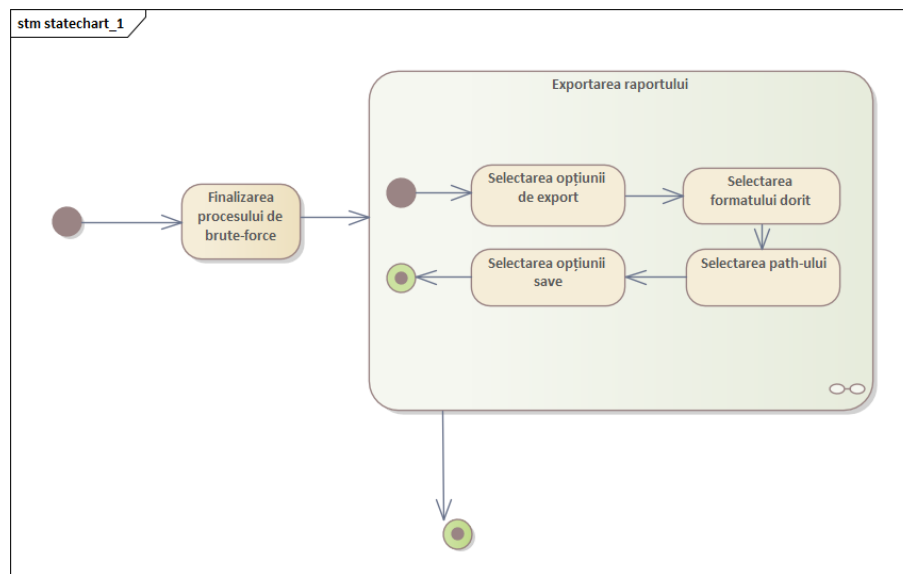 stm statechart_1
Exportarea raportului
Finalizarea
procesului de
brute-force
Selectarea opțiunii
de export
Selectarea
formatului dorit
Selectarea opțiunii
save
Selectarea path-ului